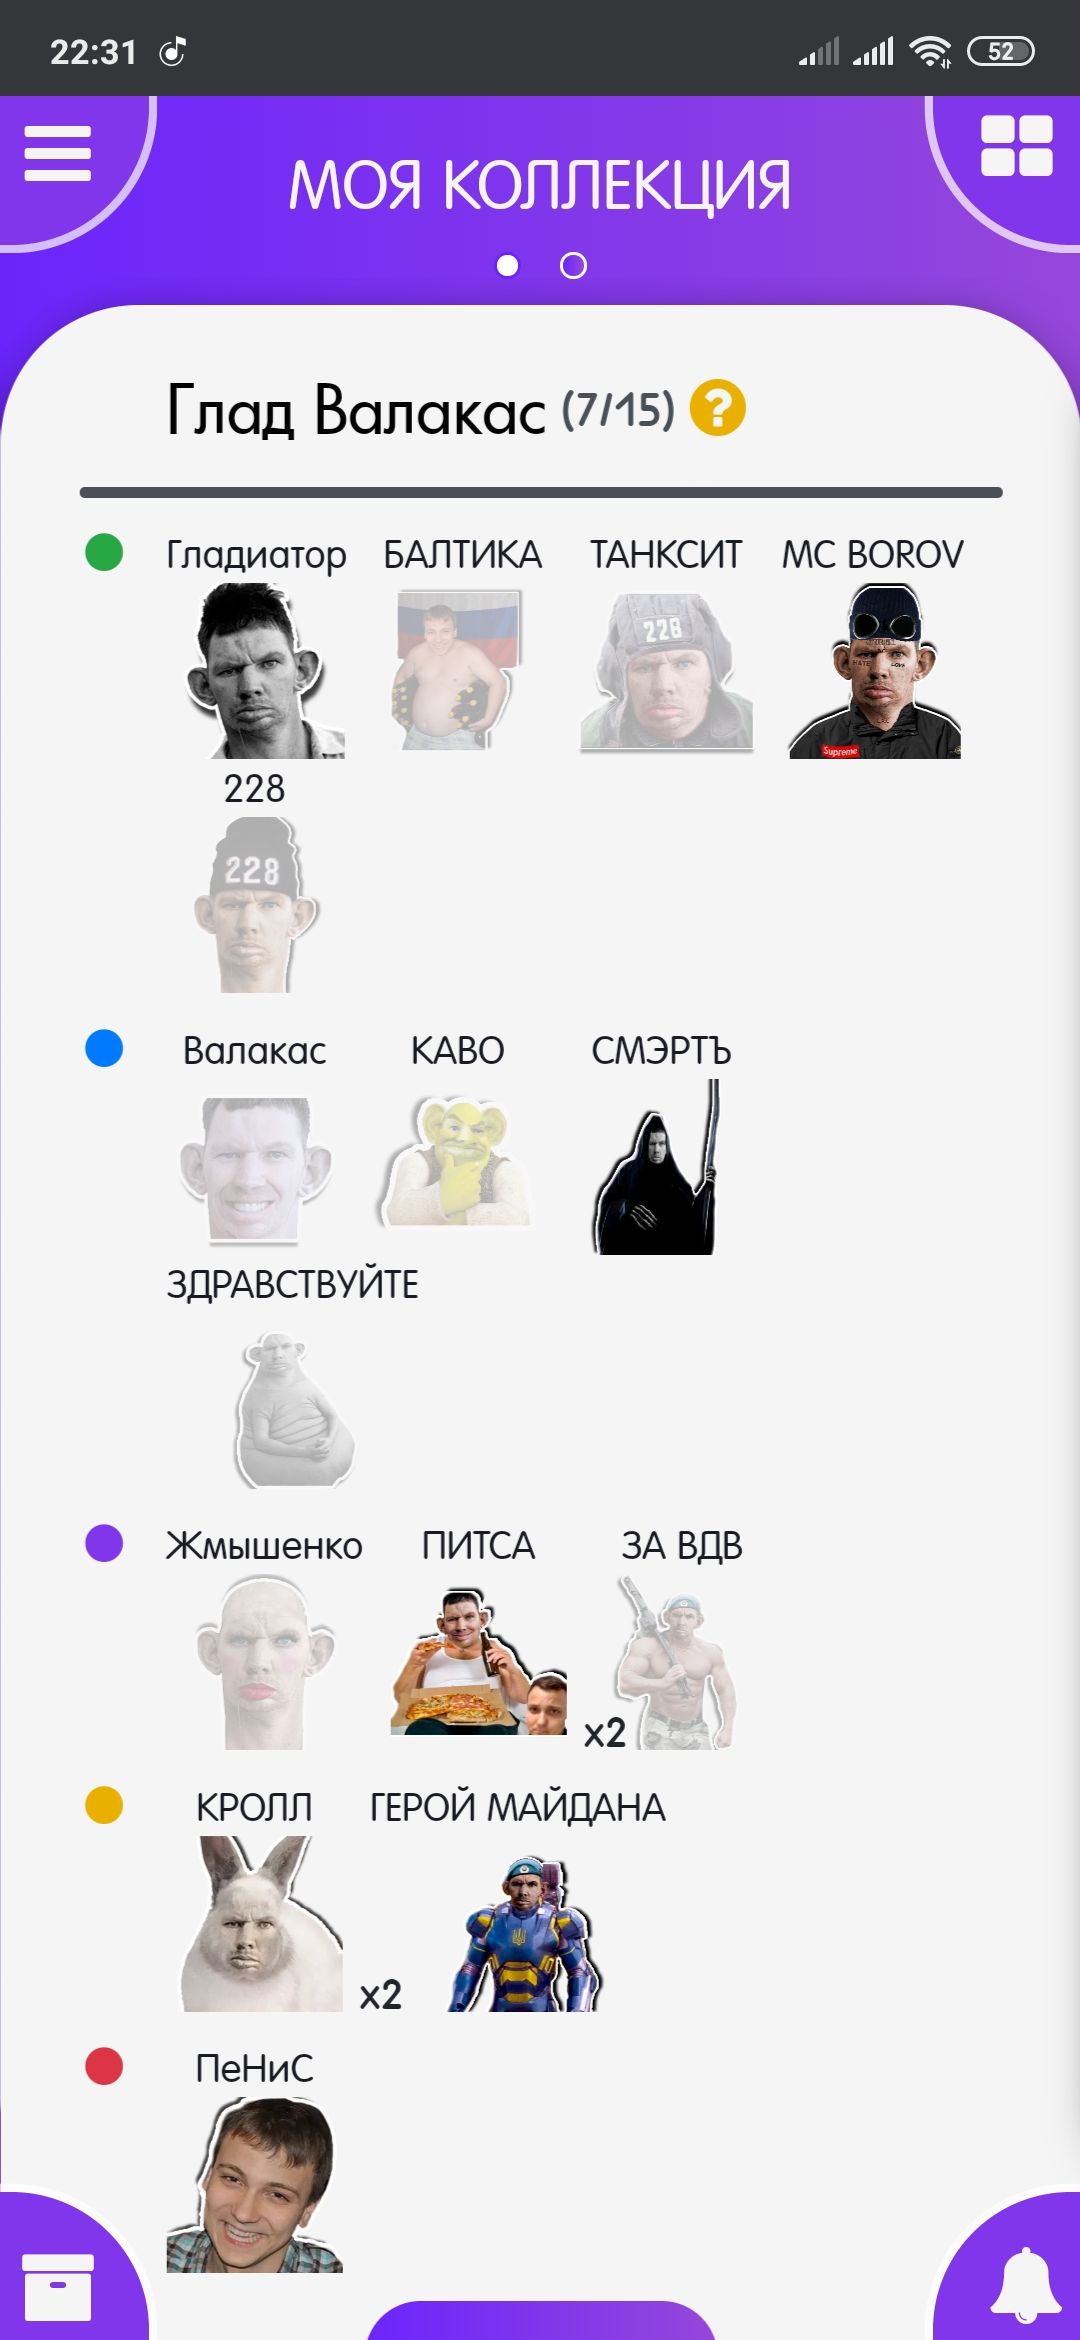 22:31
52
МОЯ КОЛЛЕКЦИЯ
Глад Валакас (7/15) ?
Гладиатор БАЛТИКА ТАНКСИТ MC BOROV
228
HATE
Supreme
228
228
Валакас КАВО СМЭРТЪ
ЗДРАВСТВУЙТЕ
Жмышенко ПИТСА ЗА ВДВ
x2
КРОЛЛ ГЕРОЙ МАЙДАНА
x2
ПеНиС